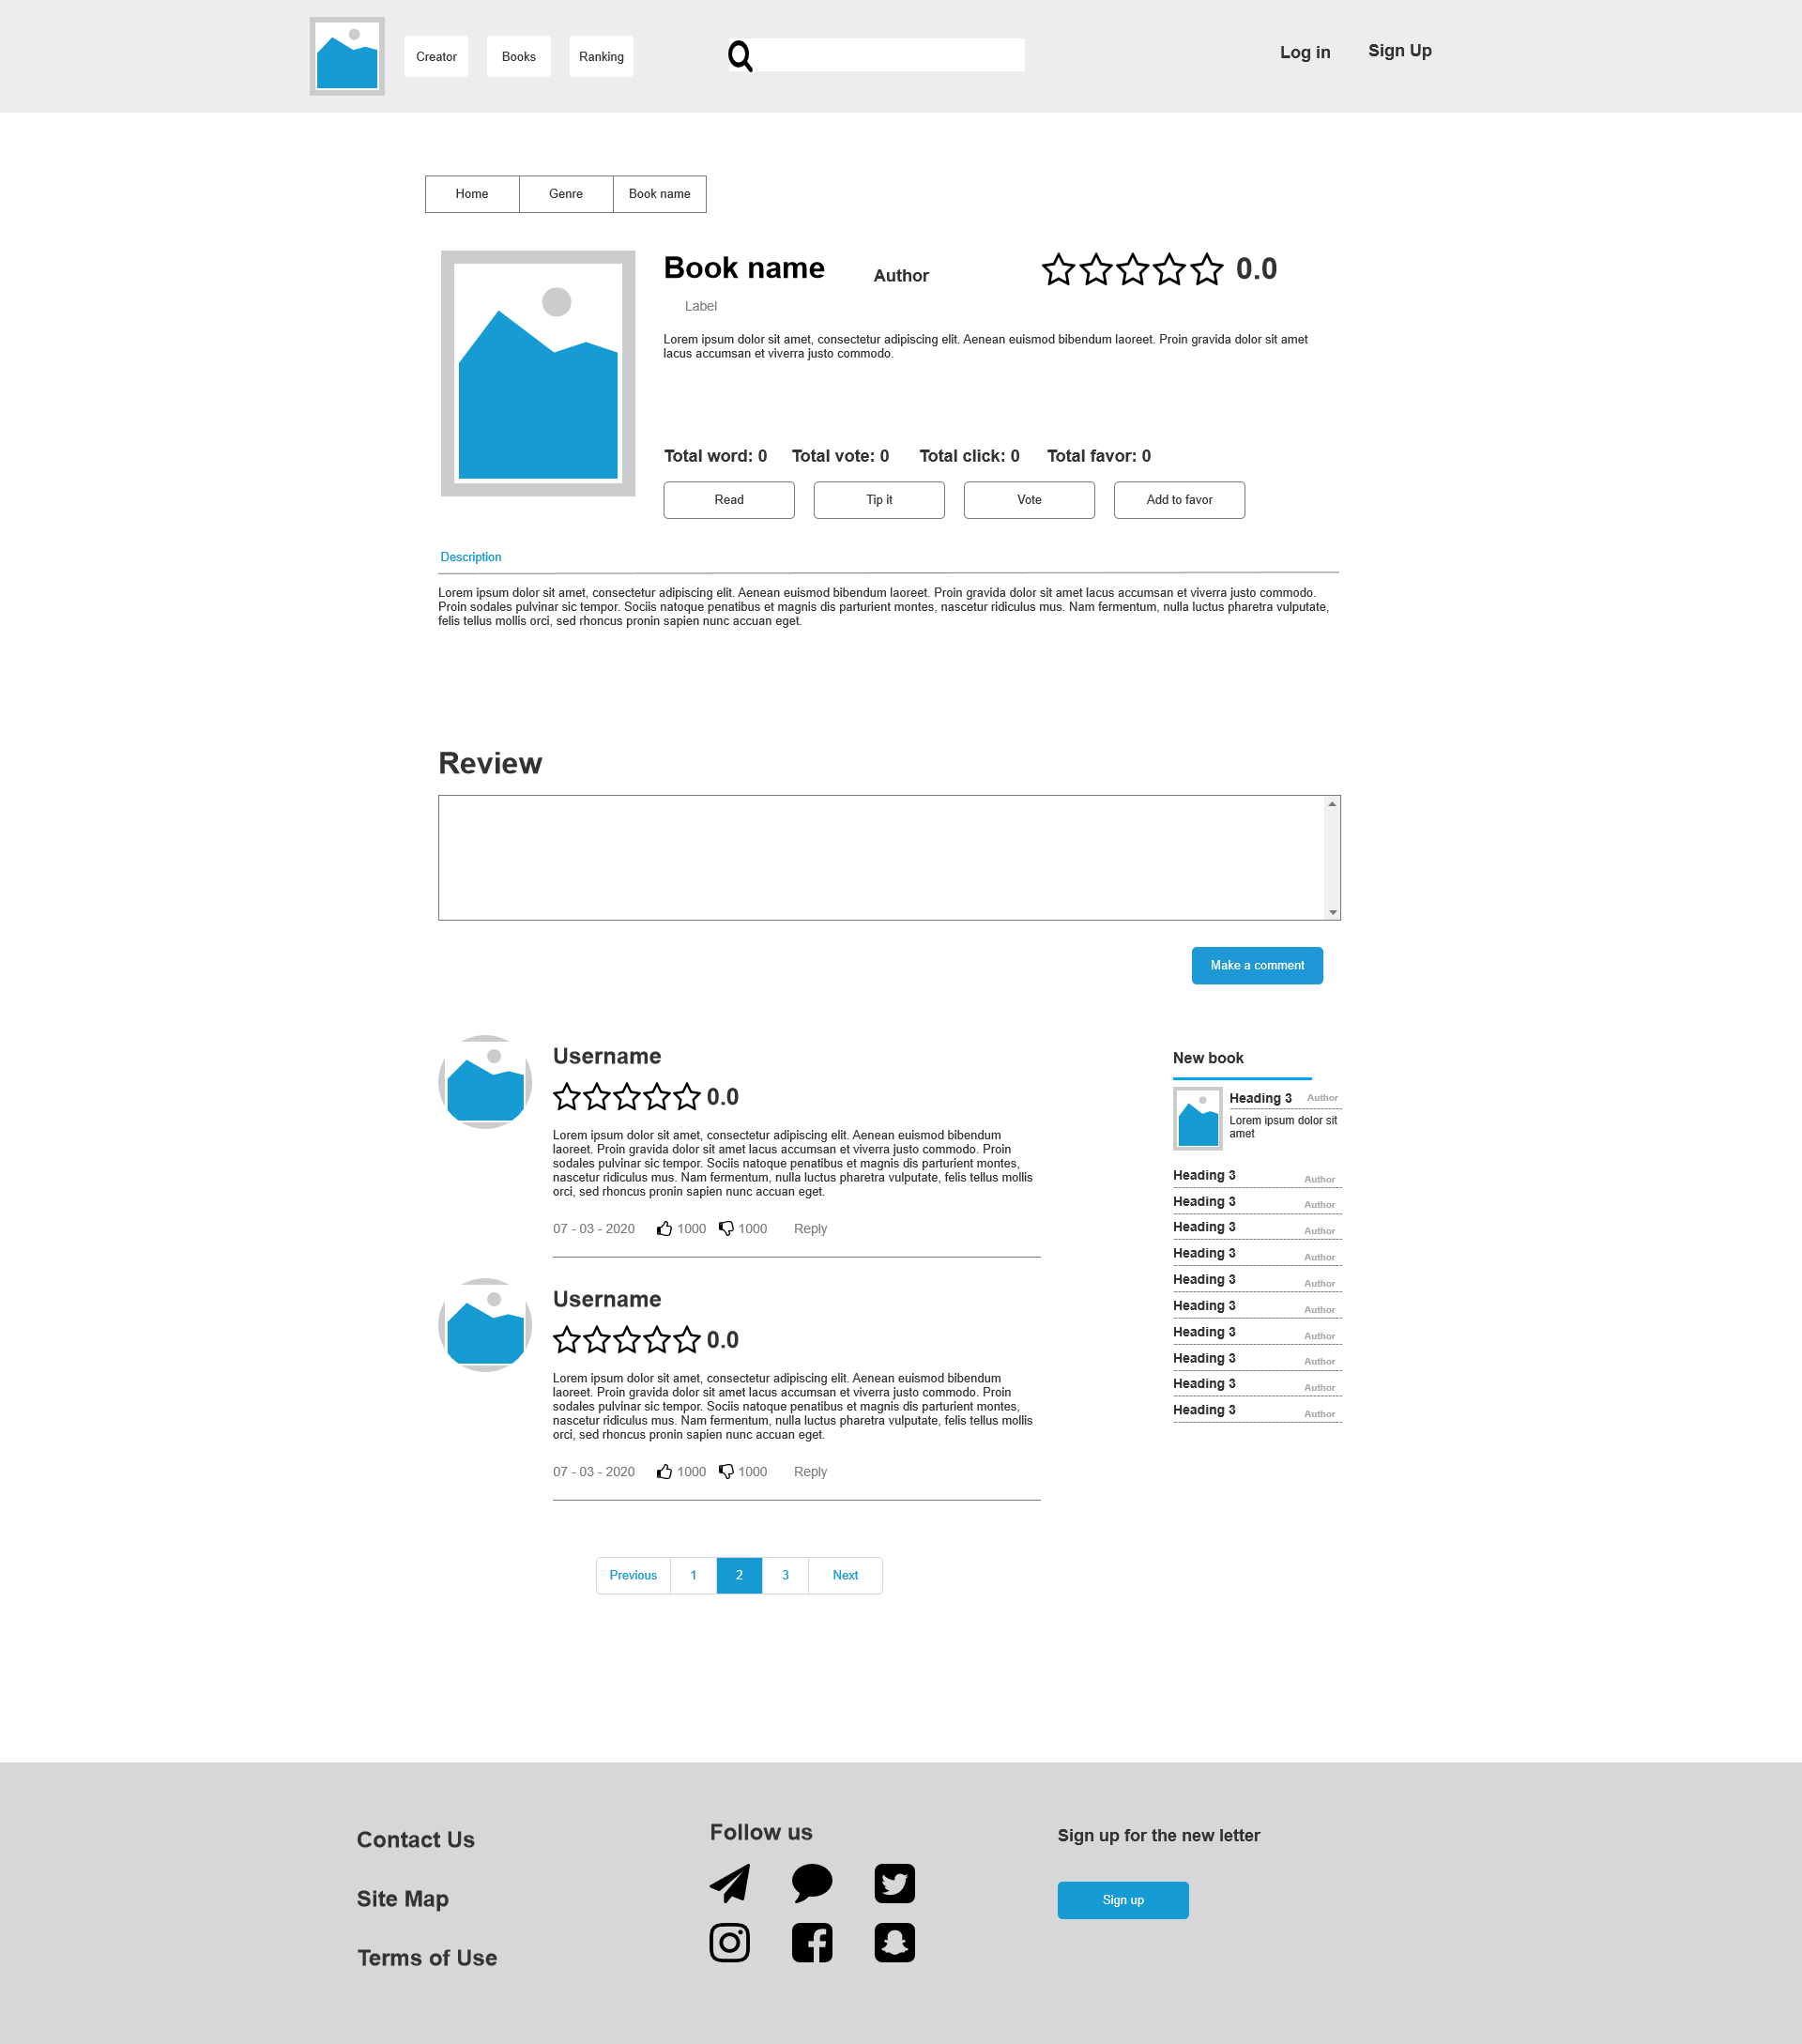 Creator
Books
Ranking
Log in
Sign Up
Home
Genre
Book name
Book name
Author
0.0
Label
Lorem ipsum dolor sit amet, consectetur adipiscing elit. Aenean euismod bibendum laoreet. Proin gravida dolor sit amet
lacus accumsan et viverra justo commodo.
Total word: 0
Total vote: 0
Total click: 0
Total favor: 0
Read
Tip it
Vote
Add to favor
Description
Lorem ipsum dolor sit amet, consectetur adipiscing elit. Aenean euismod bibendum laoreet. Proin gravida dolor sit amet lacus accumsan et viverra justo commodo.
Proin sodales pulvinar sic tempor. Sociis natoque penatibus et magnis dis parturient montes, nascetur ridiculus mus. Nam fermentum, nulla luctus pharetra vulputate,
felis tellus mollis orci, sed rhoncus pronin sapien nunc accuan eget.
Review
Make a comment
Username
0.0
Lorem ipsum dolor sit amet, consectetur adipiscing elit. Aenean euismod bibendum
laoreet. Proin gravida dolor sit amet lacus accumsan et viverra justo commodo. Proin
sodales pulvinar sic tempor. Sociis natoque penatibus et magnis dis parturient montes,
nascetur ridiculus mus. Nam fermentum, nulla luctus pharetra vulputate, felis tellus mollis
orci, sed rhoncus pronin sapien nunc accuan eget.
07 - 03 - 2020
1000
1000
Reply
Username
0.0
Lorem ipsum dolor sit amet, consectetur adipiscing elit. Aenean euismod bibendum
laoreet. Proin gravida dolor sit amet lacus accumsan et viverra justo commodo. Proin
sodales pulvinar sic tempor. Sociis natoque penatibus et magnis dis parturient montes,
nascetur ridiculus mus. Nam fermentum, nulla luctus pharetra vulputate, felis tellus mollis
orci, sed rhoncus pronin sapien nunc accuan eget.
07 - 03 - 2020
1000
1000
Reply
New book
Heading 3
Author
Lorem ipsum dolor sit
amet
Heading 3
Author
Heading 3
Author
Heading 3
Author
Heading 3
Author
Heading 3
Author
Heading 3
Author
Heading 3
Author
Heading 3
Author
Heading 3
Author
Heading 3
Author
Previous
1
2
3
Next
Contact Us
Site Map
Terms of Use
Follow us
Sign up for the new letter
Sign up